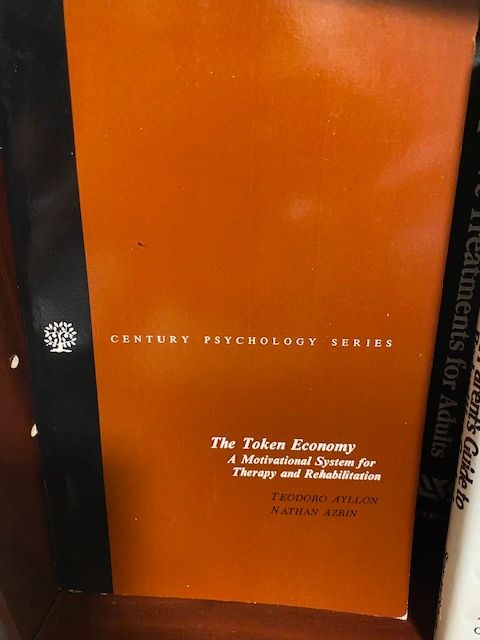 CENTURY PSYCHOLOGY SERIES
The Token Economy
A Motivational System for
Therapy and Rehabilitation
TEODORO AYLLON
NATHAN AZRIN
Treatments for Adults
Parent's Guide to